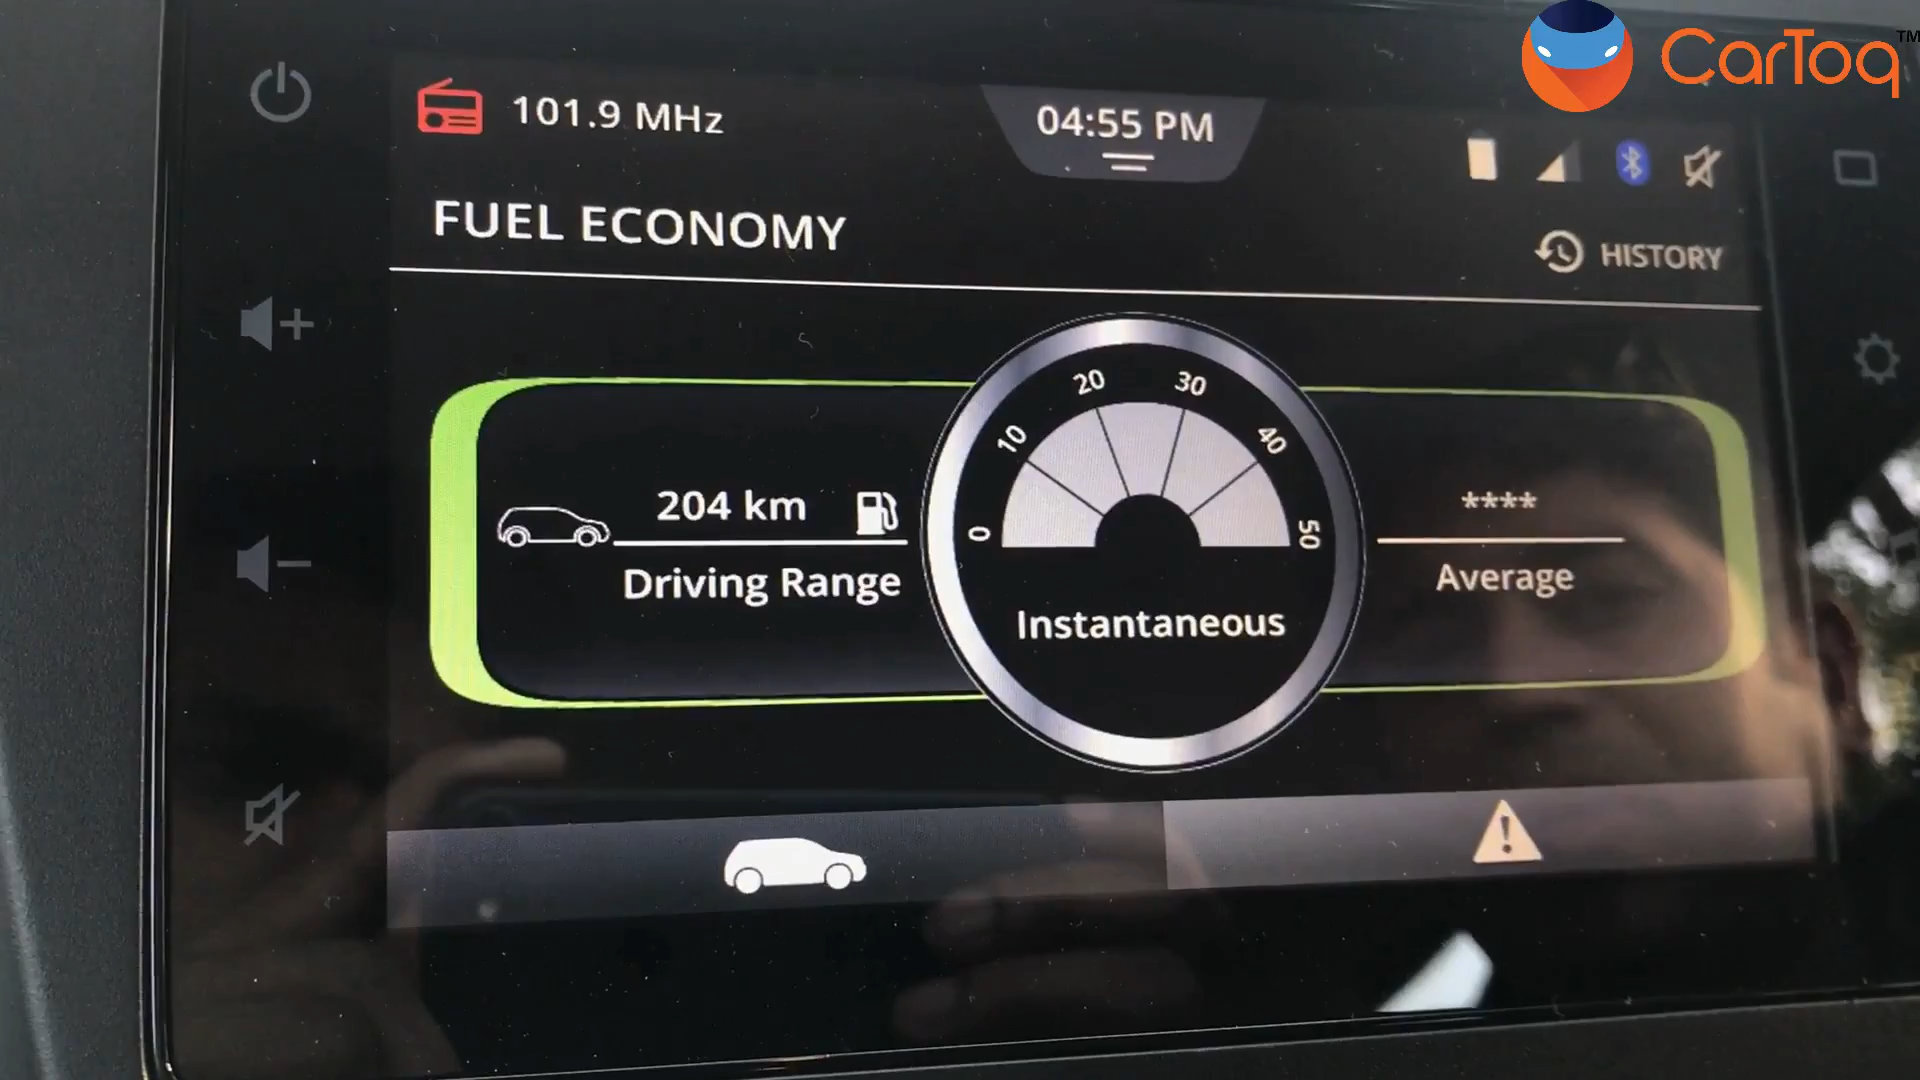 CarToq TM
101.9 MHz
04:55 PM
FUEL ECONOMY
HISTORY
0
10
20
30
40
50
204 km
Driving Range
Instantaneous
****
Average